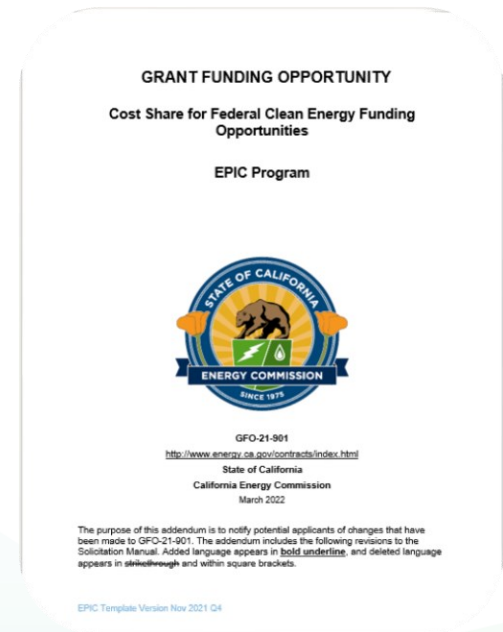 GRANT FUNDING OPPORTUNITY
Cost Share for Federal Clean Energy Funding
Opportunities
EPIC Program
STATE OF CALIFORNIA
ENERGY COMMISSION
SINCE 1975
GFO-21-901
http://www.energy.ca.gov/contracts/index.html
State of California
California Energy Commission
March 2022
The purpose of this addendum is to notify potential applicants of changes that have
been made to GFO-21-901. The addendum includes the following revisions to the
Solicitation Manual. Added language appears in bold underline, and deleted language
appears in strikethrough and within square brackets.
EPIC Template Version Nov 2021 Q4